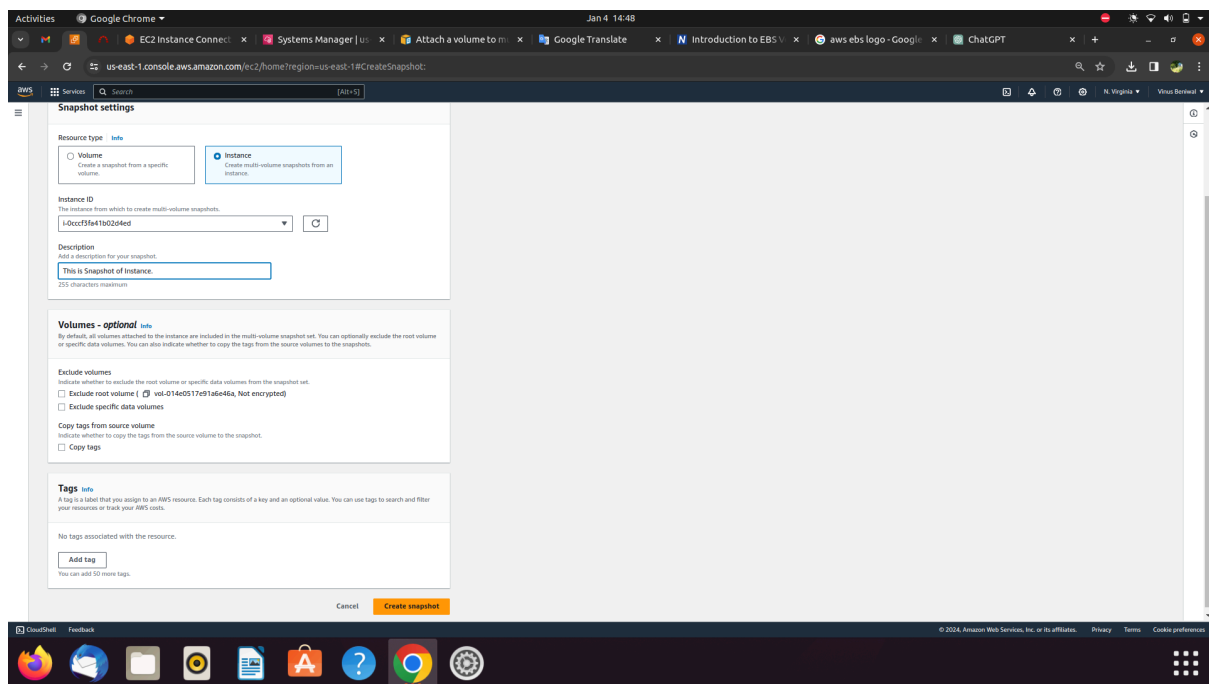 Activities Google Chrome Jan 4 14:48
EC2 Instance Connect Systems Manager | us Attach a volume to Google Translate Introduction to EBS aws ebs logo - Google ChatGPT
us-east-1.console.aws.amazon.com/ec2/home?region=us-east-1#CreateSnapshot:
aws Services Search [Alt+S] N. Virginia Vinus Beniwal
Snapshot settings
Resource type Info
Volume
Create a snapshot from a specific
volume.
Instance
Create multi-volume snapshots from an
instance.
Instance ID
The instance from which to create multi-volume snapshots.
i-0cccf3fa41b02d4ed
Description
Add a description for your snapshot.
This is Snapshot of Instance.
255 characters maximum
Volumes - optional Info
By default, all volumes attached to the instance are included in the multi-volume snapshot set. You can optionally exclude the root volume
or specific data volumes. You can also indicate whether to copy the tags from the source volumes to the snapshots.
Exclude volumes
Indicate whether to exclude the root volume or specific data volumes from the snapshot set.
Exclude root volume ( vol-014e0517e91a6e46a, Not encrypted)
Exclude specific data volumes
Copy tags from source volume
Indicate whether to copy the tags from the source volume to the snapshot.
Copy tags
Tags Info
A tag is a label that you assign to an AWS resource. Each tag consists of a key and an optional value. You can use tags to search and filter
your resources or track your AWS costs.
No tags associated with the resource.
Add tag
You can add 50 more tags.
Cancel Create snapshot
CloudShell Feedback © 2024, Amazon Web Services, Inc. or its affiliates. Privacy Terms Cookie preferences